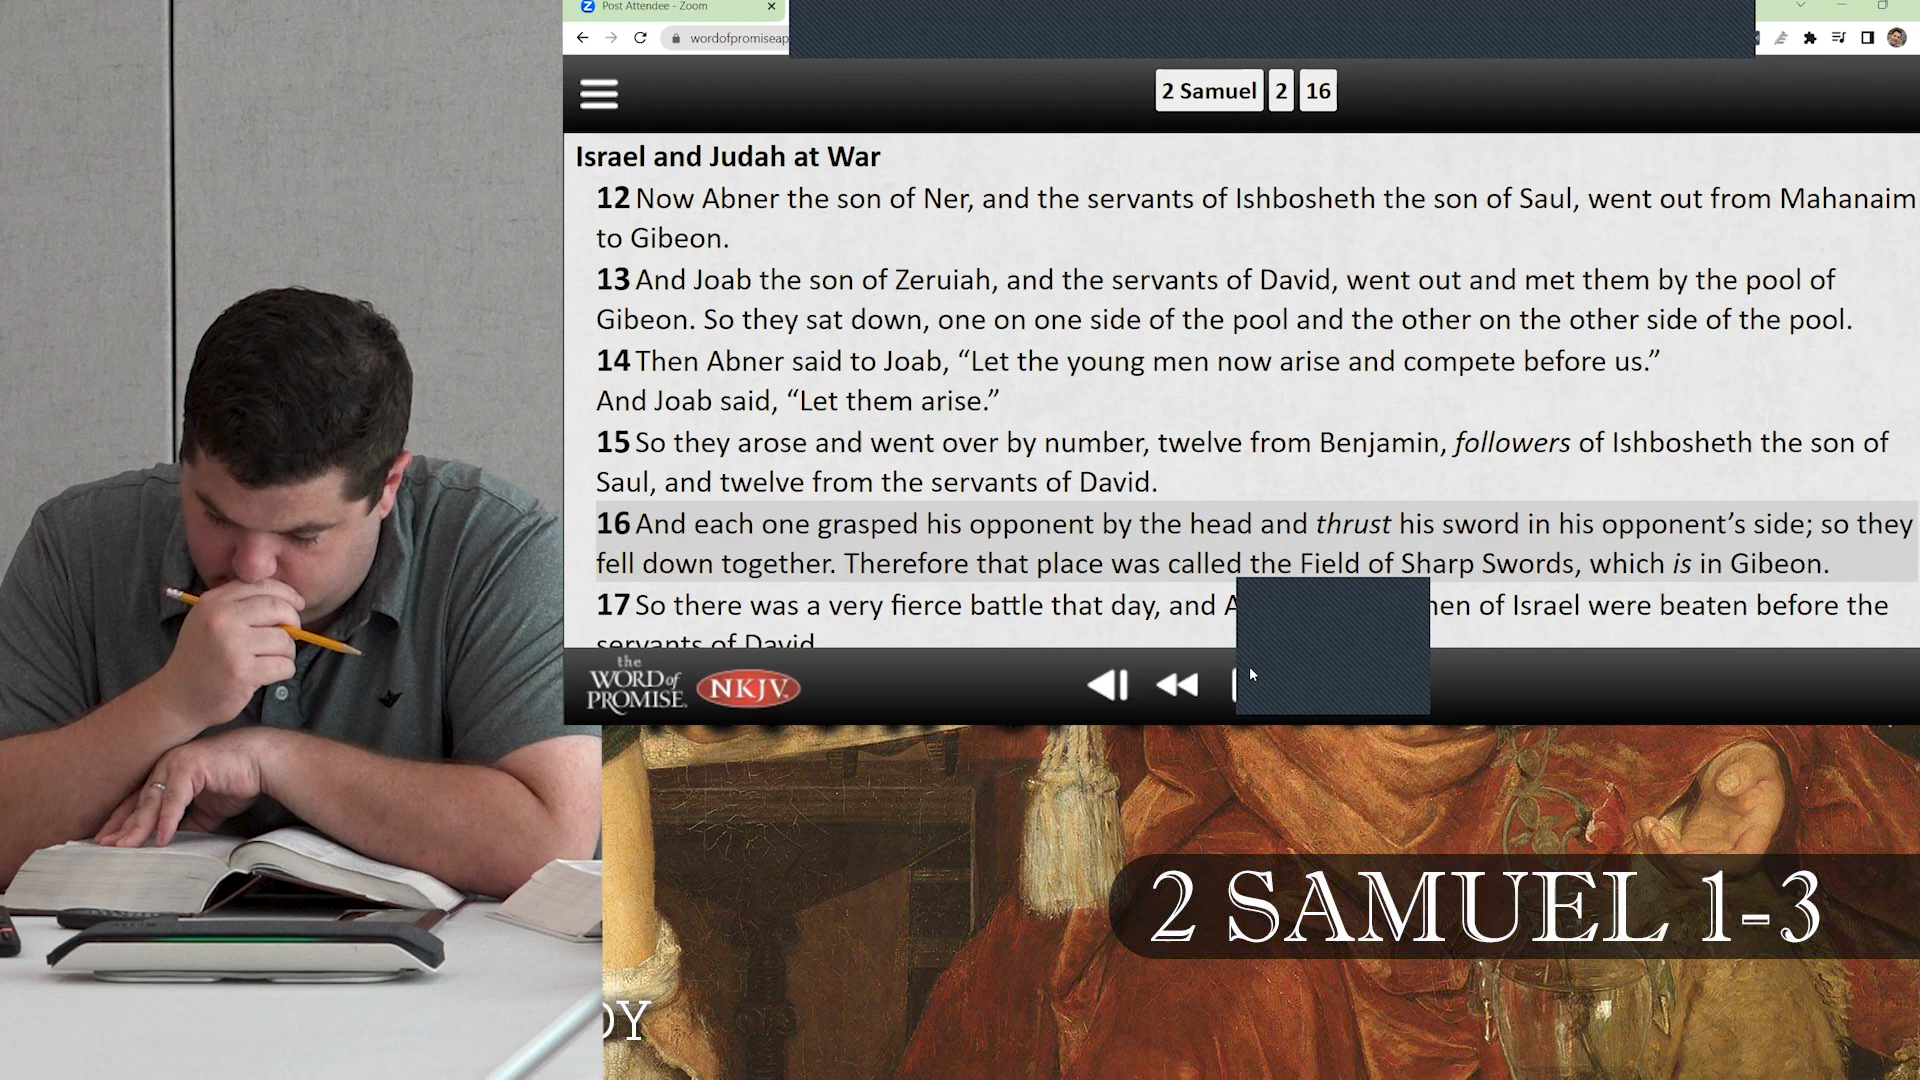 Post Attendee - Zoom
wordofpromiseap
2 Samuel 2 16
Israel and Judah at War
12 Now Abner the son of Ner, and the servants of Ishbosheth the son of Saul, went out from Mahanaim
to Gibeon.
13 And Joab the son of Zeruiah, and the servants of David, went out and met them by the pool of
Gibeon. So they sat down, one on one side of the pool and the other on the other side of the pool.
14 Then Abner said to Joab, “Let the young men now arise and compete before us.”
And Joab said, “Let them arise.”
15 So they arose and went over by number, twelve from Benjamin, followers of Ishbosheth the son of
Saul, and twelve from the servants of David.
16 And each one grasped his opponent by the head and thrust his sword in his opponent’s side; so they
fell down together. Therefore that place was called the Field of Sharp Swords, which is in Gibeon.
17 So there was a very fierce battle that day, and A men of Israel were beaten before the
servants of David
the
WORD of
PROMISE
NKJV
2 SAMUEL 1-3
DY